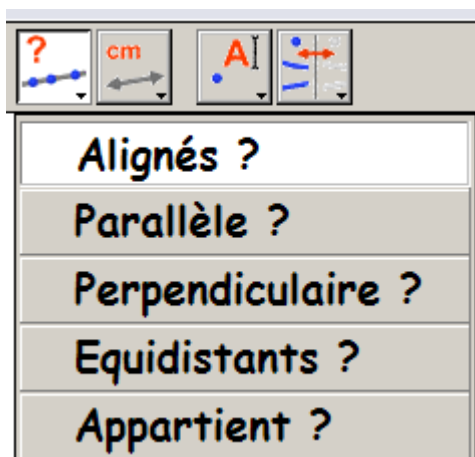 ? cm A
Alignés ?
Parallèle ?
Perpendiculaire ?
Equidistants ?
Appartient ?